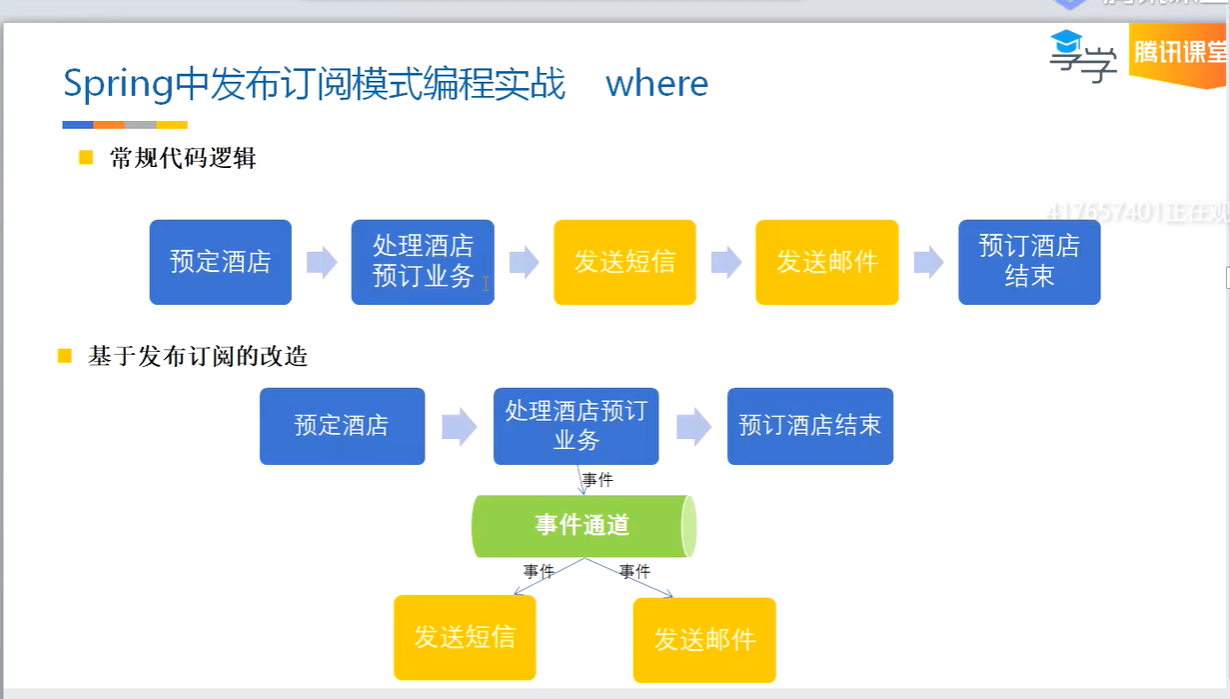 Spring中发布订阅模式编程实战 where
学学
腾讯课堂
常规代码逻辑
417657401正在观
预定酒店
处理酒店
预订业务
发送短信
发送邮件
预订酒店
结束
基于发布订阅的改造
预定酒店
处理酒店预订
业务
预订酒店结束
事件
事件通道
事件
事件
发送短信
发送邮件